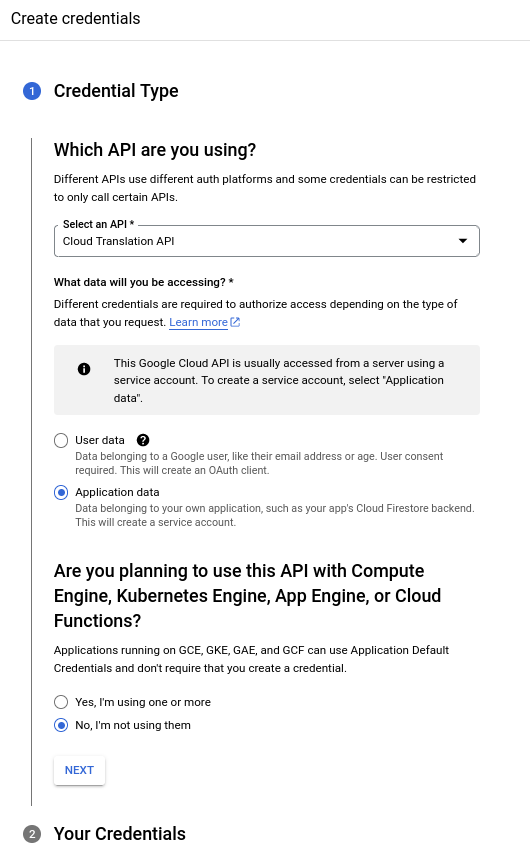 Create credentials
1 Credential Type
Which API are you using?
Different APIs use different auth platforms and some credentials can be restricted
to only call certain APIs.
Select an API *
Cloud Translation API
What data will you be accessing? *
Different credentials are required to authorize access depending on the type of
data that you request. Learn more
This Google Cloud API is usually accessed from a server using a
service account. To create a service account, select "Application
data".
User data
Data belonging to a Google user, like their email address or age. User consent
required. This will create an OAuth client.
Application data
Data belonging to your own application, such as your app's Cloud Firestore backend.
This will create a service account.
Are you planning to use this API with Compute
Engine, Kubernetes Engine, App Engine, or Cloud
Functions?
Applications running on GCE, GKE, GAE, and GCF can use Application Default
Credentials and don't require that you create a credential.
Yes, I'm using one or more
No, I'm not using them
NEXT
2 Your Credentials